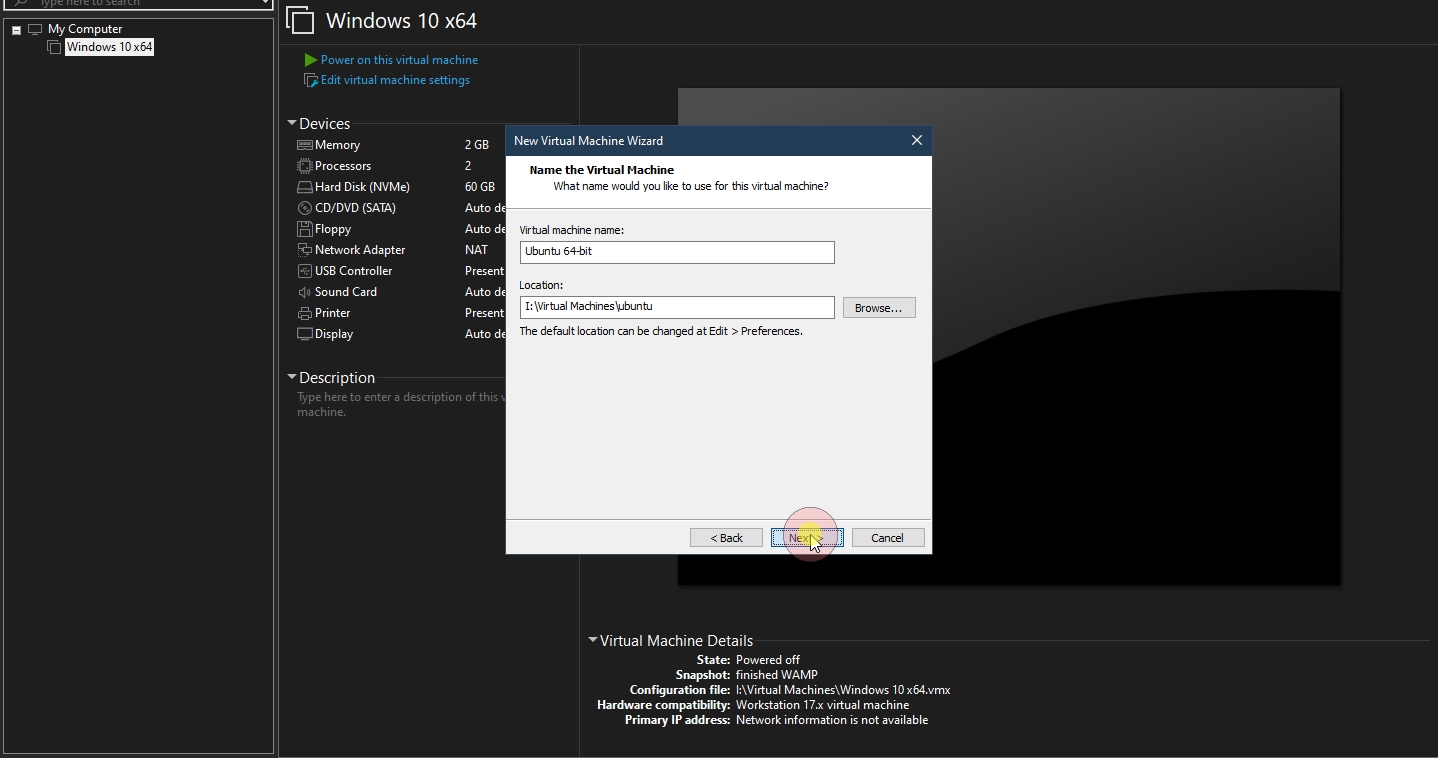 Type here to search
My Computer
Windows 10 x64
Windows 10 x64
Power on this virtual machine
Edit virtual machine settings
Devices
Memory 2 GB
Processors 2
Hard Disk (NVMe) 60 GB
CD/DVD (SATA) Auto de
Floppy Auto de
Network Adapter NAT
USB Controller Present
Sound Card Auto de
Printer Present
Display Auto de
Description
Type here to enter a description of this v
machine.
New Virtual Machine Wizard
Name the Virtual Machine
What name would you like to use for this virtual machine?
Virtual machine name:
Ubuntu 64-bit
Location:
I:\Virtual Machines\ubuntu
Browse...
The default location can be changed at Edit > Preferences.
< Back Next > Cancel
Virtual Machine Details
State: Powered off
Snapshot: finished WAMP
Configuration file: I:\Virtual Machines\Windows 10 x64.vmx
Hardware compatibility: Workstation 17.x virtual machine
Primary IP address: Network information is not available